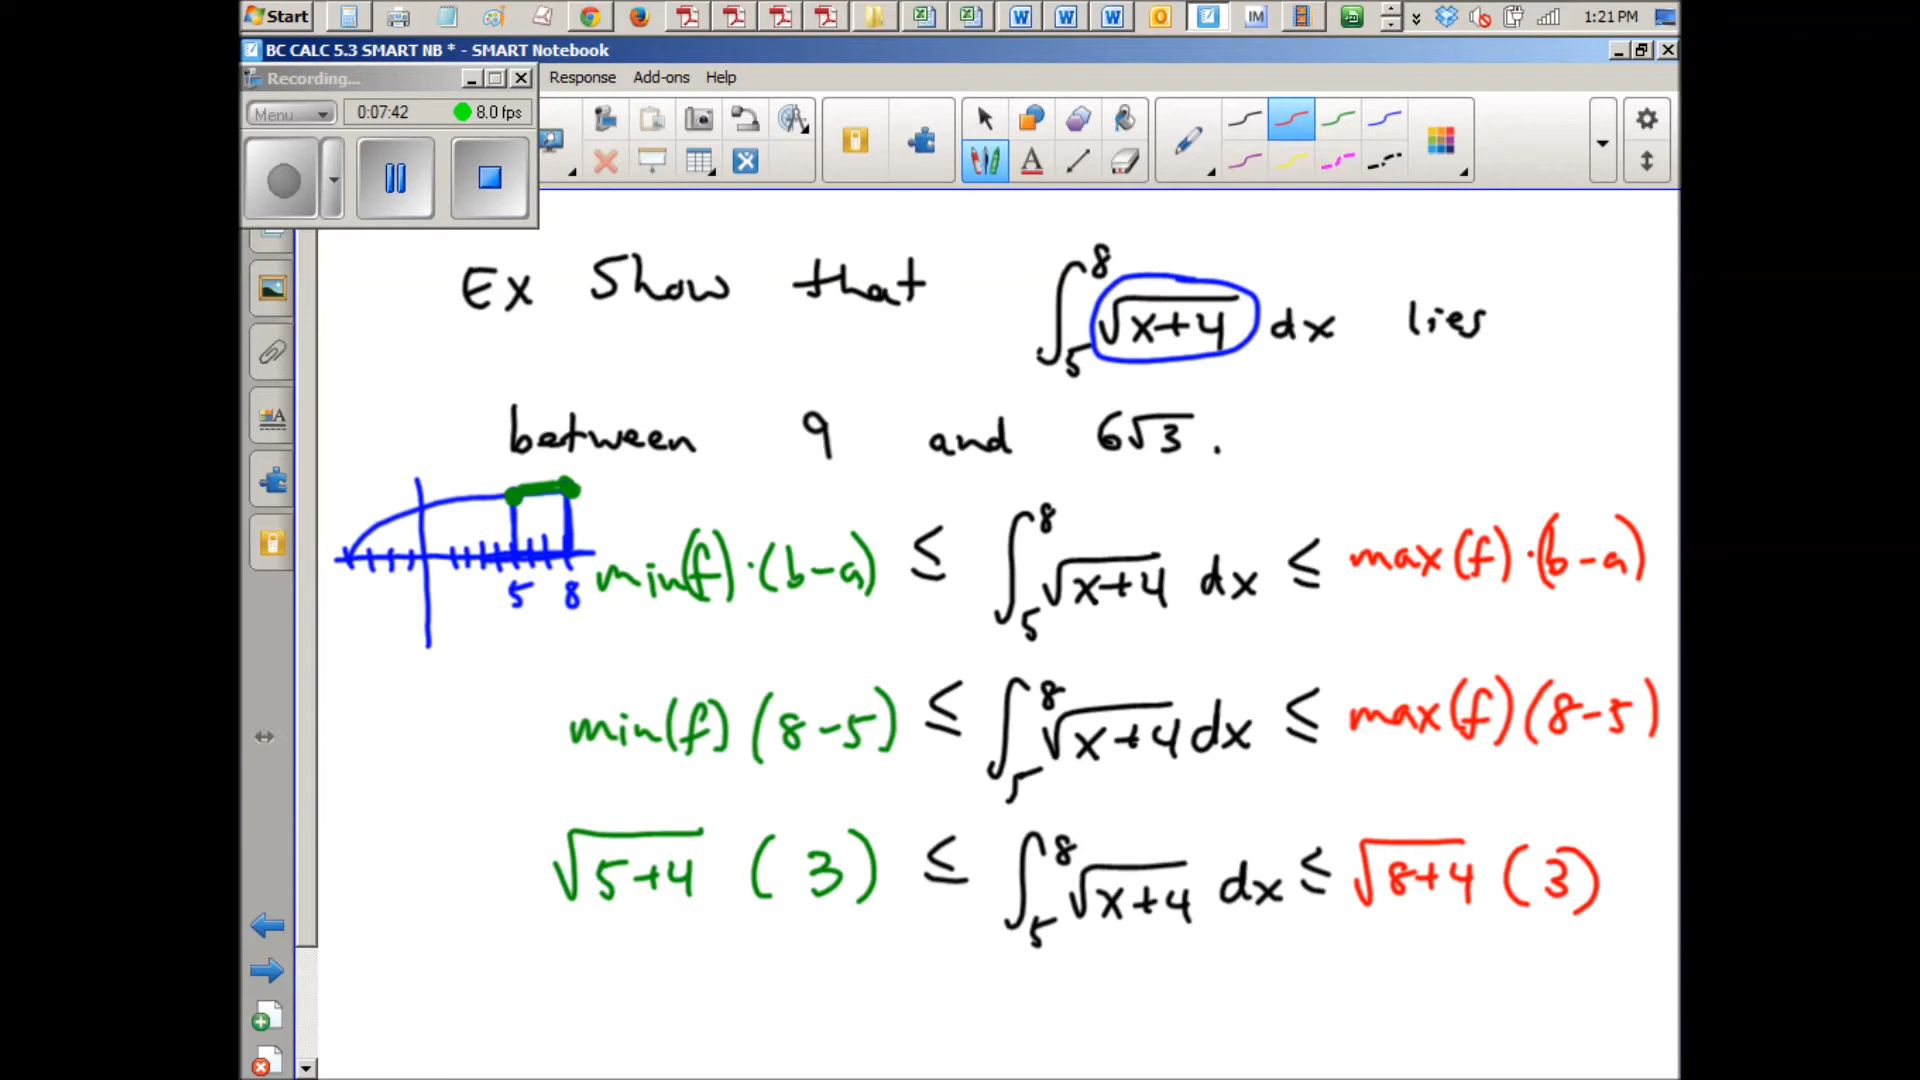 Start
1:21 PM
BC CALC 5.3 SMART NB * - SMART Notebook
Recording...
Response Add-ons Help
Menu 0:07:42 8.0 fps
Ex Show that ∫₅⁸ √(x+4) dx lies
between 9 and 6√3.
5 8
min(f)·(b-a) ≤ ∫₅⁸ √(x+4) dx ≤ max(f)·(b-a)
min(f)(8-5) ≤ ∫₅⁸ √(x+4) dx ≤ max(f)(8-5)
√(5+4) (3) ≤ ∫₅⁸ √(x+4) dx ≤ √(8+4) (3)